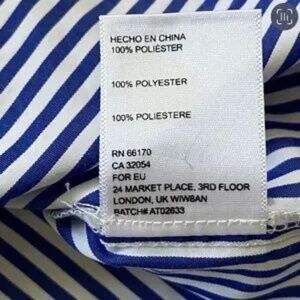 HECHO EN CHINA
100% POLIÉSTER
100% POLYESTER
100% POLIESTERE
RN 66170
CA 32054
FOR EU
24 MARKET PLACE, 3RD FLOOR
LONDON, UK WIW8AN
BATCH# AT02633